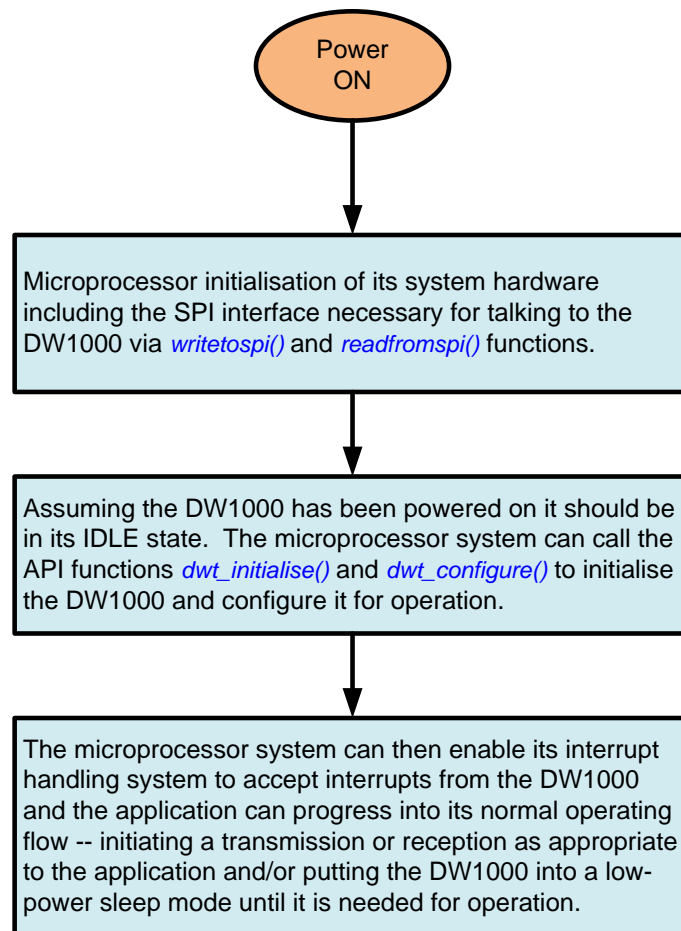 Power
ON
Microprocessor initialisation of its system hardware
including the SPI interface necessary for talking to the
DW1000 via writetospi() and readfromspi() functions.
Assuming the DW1000 has been powered on it should be
in its IDLE state.  The microprocessor system can call the
API functions dwt_initialise() and dwt_configure() to initialise
the DW1000 and configure it for operation.
The microprocessor system can then enable its interrupt
handling system to accept interrupts from the DW1000
and the application can progress into its normal operating
flow -- initiating a transmission or reception as appropriate
to the application and/or putting the DW1000 into a low-
power sleep mode until it is needed for operation.